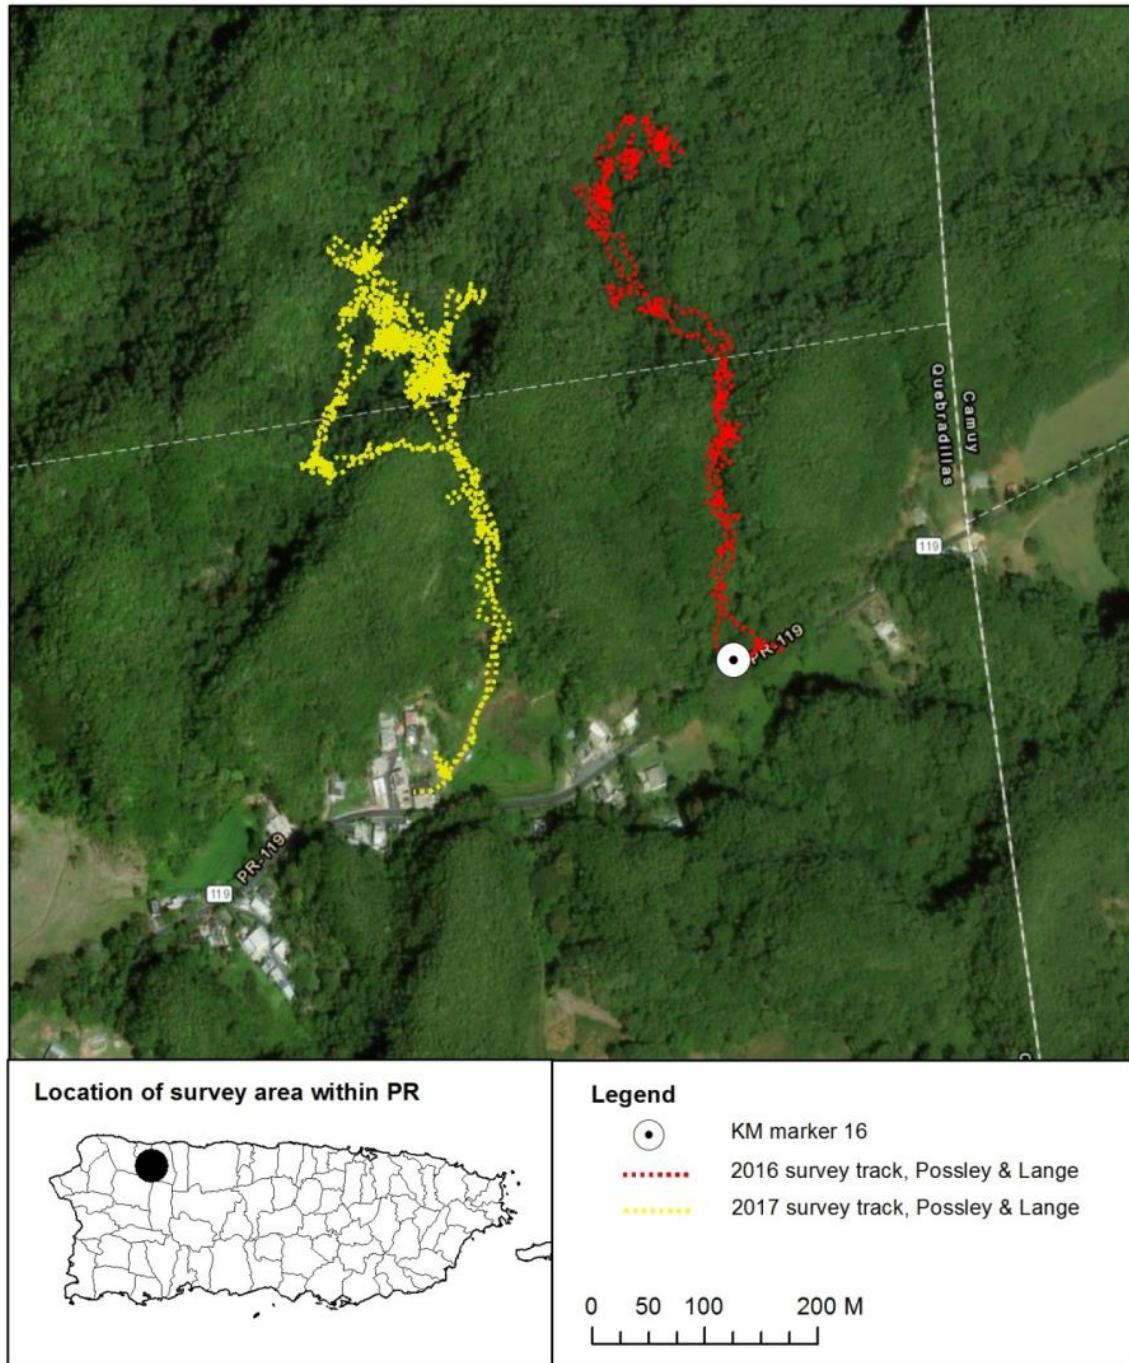 Camuy
Quebradillas
119
PR-119
PR-119
119
Location of survey area within PR
Legend
KM marker 16
2016 survey track, Possley & Lange
2017 survey track, Possley & Lange
0 50 100 200 M